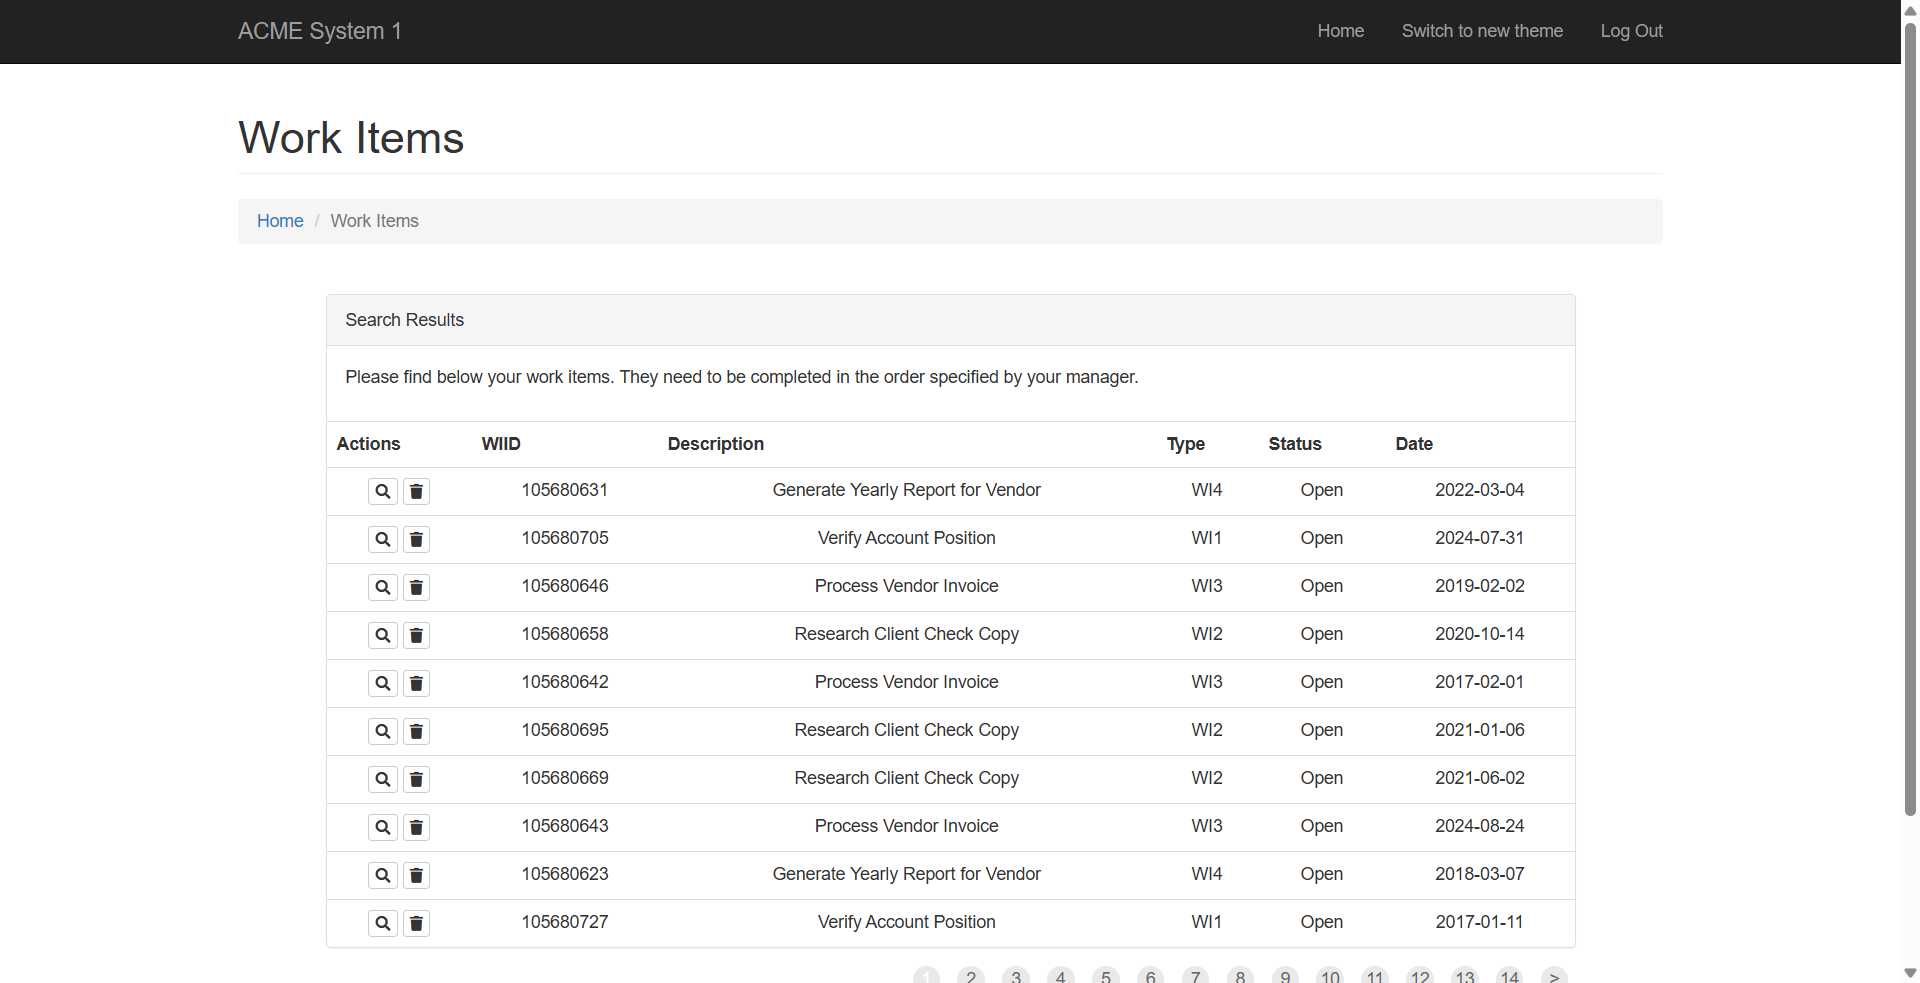 ACME System 1 Home Switch to new theme Log Out
Work Items
Home / Work Items
Search Results
Please find below your work items. They need to be completed in the order specified by your manager.
Actions WIID Description Type Status Date
105680631 Generate Yearly Report for Vendor WI4 Open 2022-03-04
105680705 Verify Account Position WI1 Open 2024-07-31
105680646 Process Vendor Invoice WI3 Open 2019-02-02
105680658 Research Client Check Copy WI2 Open 2020-10-14
105680642 Process Vendor Invoice WI3 Open 2017-02-01
105680695 Research Client Check Copy WI2 Open 2021-01-06
105680669 Research Client Check Copy WI2 Open 2021-06-02
105680643 Process Vendor Invoice WI3 Open 2024-08-24
105680623 Generate Yearly Report for Vendor WI4 Open 2018-03-07
105680727 Verify Account Position WI1 Open 2017-01-11
1 2 3 4 5 6 7 8 9 10 11 12 13 14 >